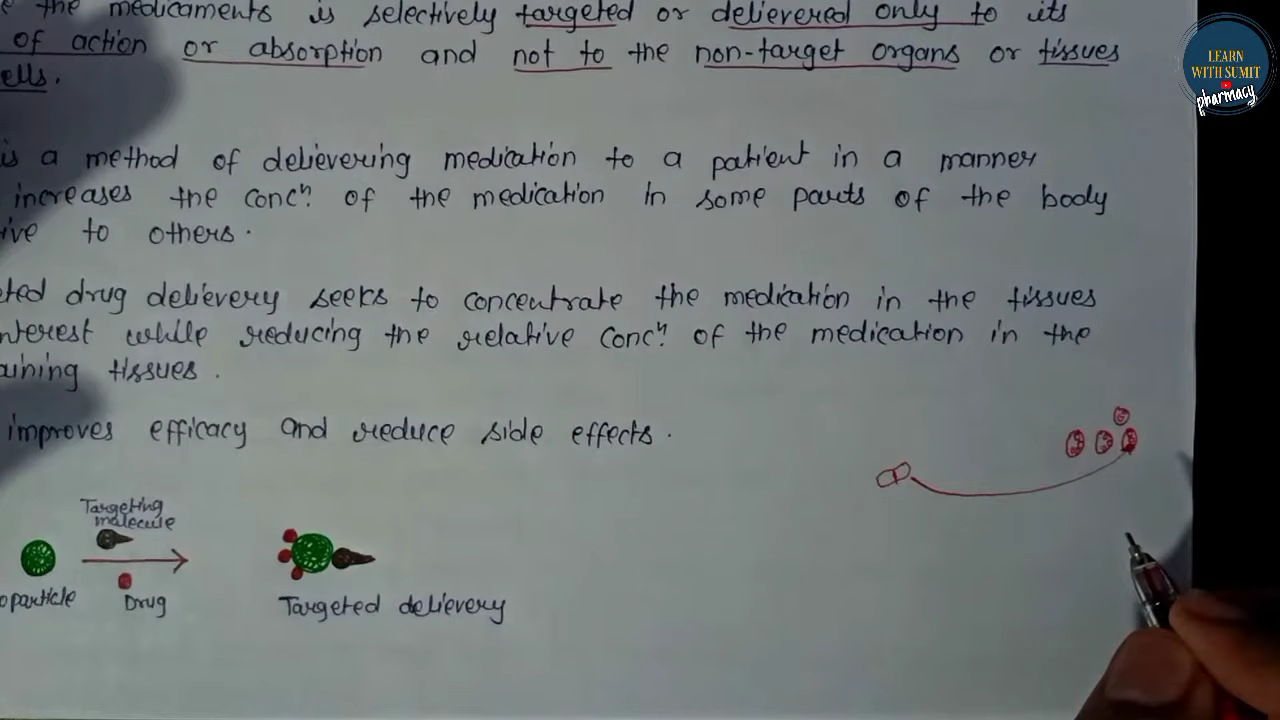 the medicaments is selectively targeted or delievered only to its
of action or absorption and not to the non-target organs or tissues
ells.
is a method of delievering medication to a patient in a manner
increases the concn. of the medication in some parts of the body
ive to others.
eted drug delievery seeks to concentrate the medication in the tissues
nterest while reducing the relative concn. of the medication in the
aining tissues.
improves efficacy and reduce side effects.
Targeting
malecule
oparticle
Drug
Targeted delievery
LEARN
WITH SUMIT
pharmacy